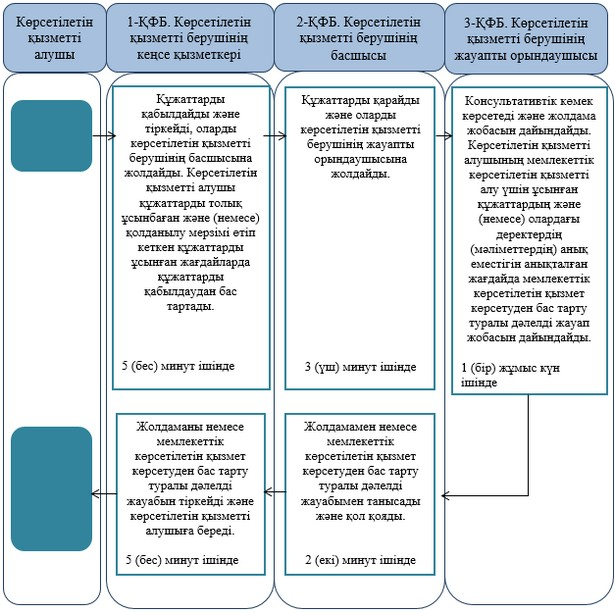 Көрсетілетін
қызметті
алушы
1-ҚФБ. Көрсетілетін
қызметті берушінің
кеңсе қызметкері
2-ҚФБ. Көрсетілетін
қызметті берушінің
басшысы
3-ҚФБ. Көрсетілетін
қызметті берушінің
жауапты орындаушысы
Құжаттарды
қабылдайды және
тіркейді, оларды
көрсетілетін қызметті
берушінің басшысына
жолдайды. Көрсетілетін
қызметті алушы
құжаттарды толық
ұсынбаған және (немесе)
қолданылу мерзімі өтіп
кеткен құжаттарды
ұсынған жағдайларда
құжаттарды
қабылдаудан бас
тартады.
5 (бес) минут ішінде
Құжаттарды қарайды
және оларды
көрсетілетін қызметті
берушінің жауапты
орындаушысына
жолдайды.
3 (үш) минут ішінде
Консультативтік көмек
көрсетеді және жолдама
жобасын дайындайды.
Көрсетілетін қызметті
алушының мемлекеттік
көрсетілетін қызметті
алу үшін ұсынған
құжаттардың және
(немесе) олардағы
деректердің
(мәліметтердің) анық
еместігін анықталған
жағдайда мемлекеттік
көрсетілетін қызмет
көрсетуден бас тарту
туралы дәлелді жауап
жобасын дайындайды.
1 (бір) жұмыс күн
ішінде
Жолдаманы немесе
мемлекеттік
көрсетілетін қызмет
көрсетуден бас тарту
туралы дәлелді
жауабын тіркейді және
көрсетілетін қызметті
алушыға береді.
5 (бес) минут ішінде
Жолдамамен немесе
мемлекеттік
көрсетілетін қызмет
көрсетуден бас тарту
туралы дәлелді
жауабымен танысады
және қол қояды.
2 (екі) минут ішінде